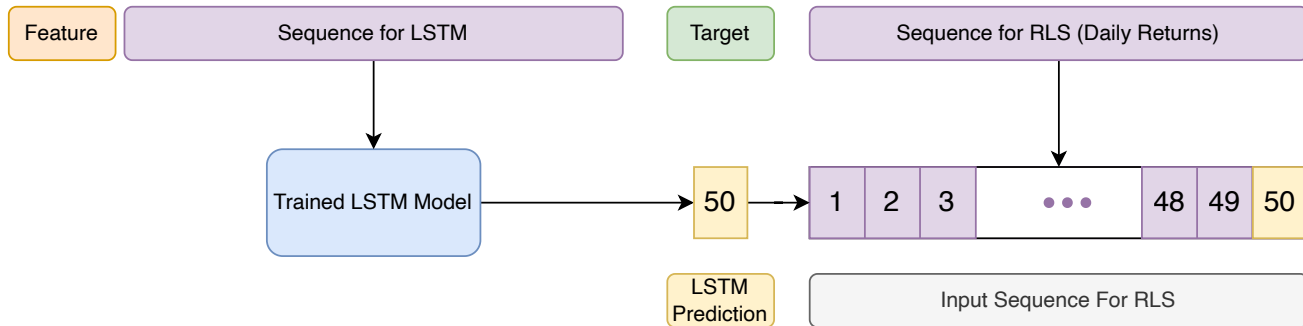 Feature
Sequence for LSTM
Target
Sequence for RLS (Daily Returns)
Trained LSTM Model
50
1 2 3 ••• 48 49 50
LSTM
Prediction
Input Sequence For RLS